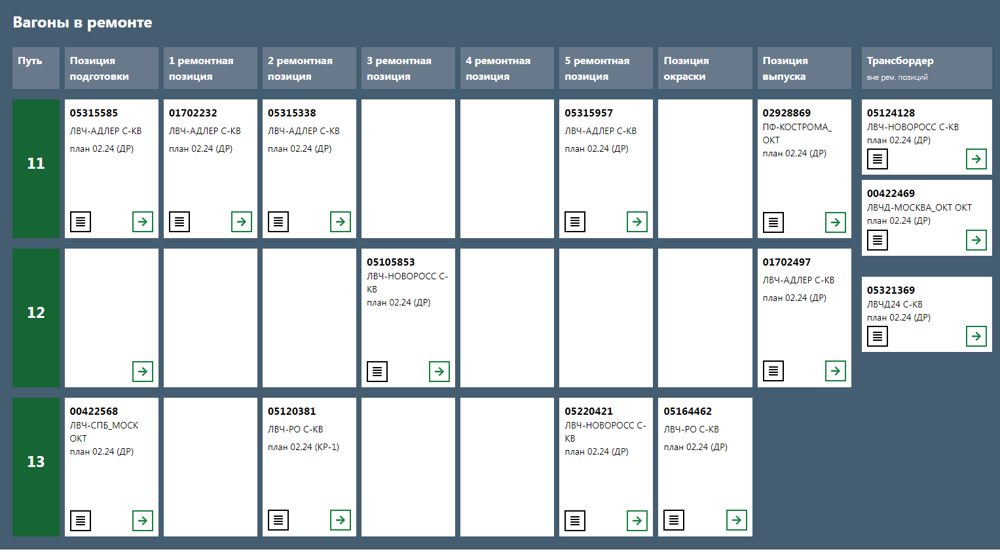 Вагоны в ремонте
Путь
Позиция
подготовки
1 ремонтная
позиция
2 ремонтная
позиция
3 ремонтная
позиция
4 ремонтная
позиция
5 ремонтная
позиция
Позиция
окраски
Позиция
выпуска
Трансбордер
вне рем. позиций
11
05315585
ЛВЧ-АДЛЕР С-КВ
план 02.24 (ДР)
01702232
ЛВЧ-АДЛЕР С-КВ
план 02.24 (ДР)
05315338
ЛВЧ-АДЛЕР С-КВ
план 02.24 (ДР)
05315957
ЛВЧ-АДЛЕР С-КВ
план 02.24 (ДР)
02928869
ПФ-КОСТРОМА_
ОКТ
план 02.24 (ДР)
05124128
ЛВЧ-НОВОРОСС С-КВ
план 02.24 (ДР)
00422469
ЛВЧД-МОСКВА_ОКТ ОКТ
план 02.24 (ДР)
12
05105853
ЛВЧ-НОВОРОСС С-
КВ
план 02.24 (ДР)
01702497
ЛВЧ-АДЛЕР С-КВ
план 02.24 (ДР)
05321369
ЛВЧД24 С-КВ
план 02.24 (ДР)
13
00422568
ЛВЧ-СПБ_МОСК
ОКТ
план 02.24 (ДР)
05120381
ЛВЧ-РО С-КВ
план 02.24 (КР-1)
05220421
ЛВЧ-НОВОРОСС С-
КВ
план 02.24 (ДР)
05164462
ЛВЧ-РО С-КВ
план 02.24 (ДР)